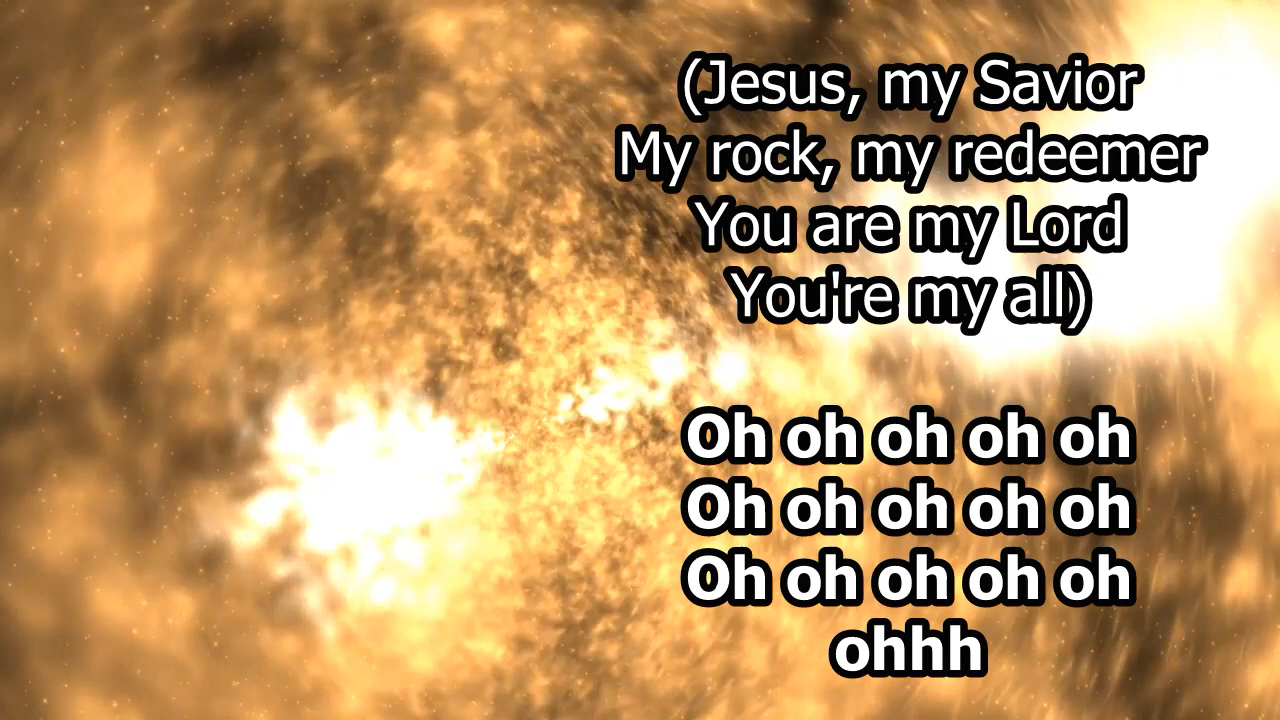 (Jesus, my Savior
My rock, my redeemer
You are my Lord
You're my all)
Oh oh oh oh oh
Oh oh oh oh oh
Oh oh oh oh oh
ohhh